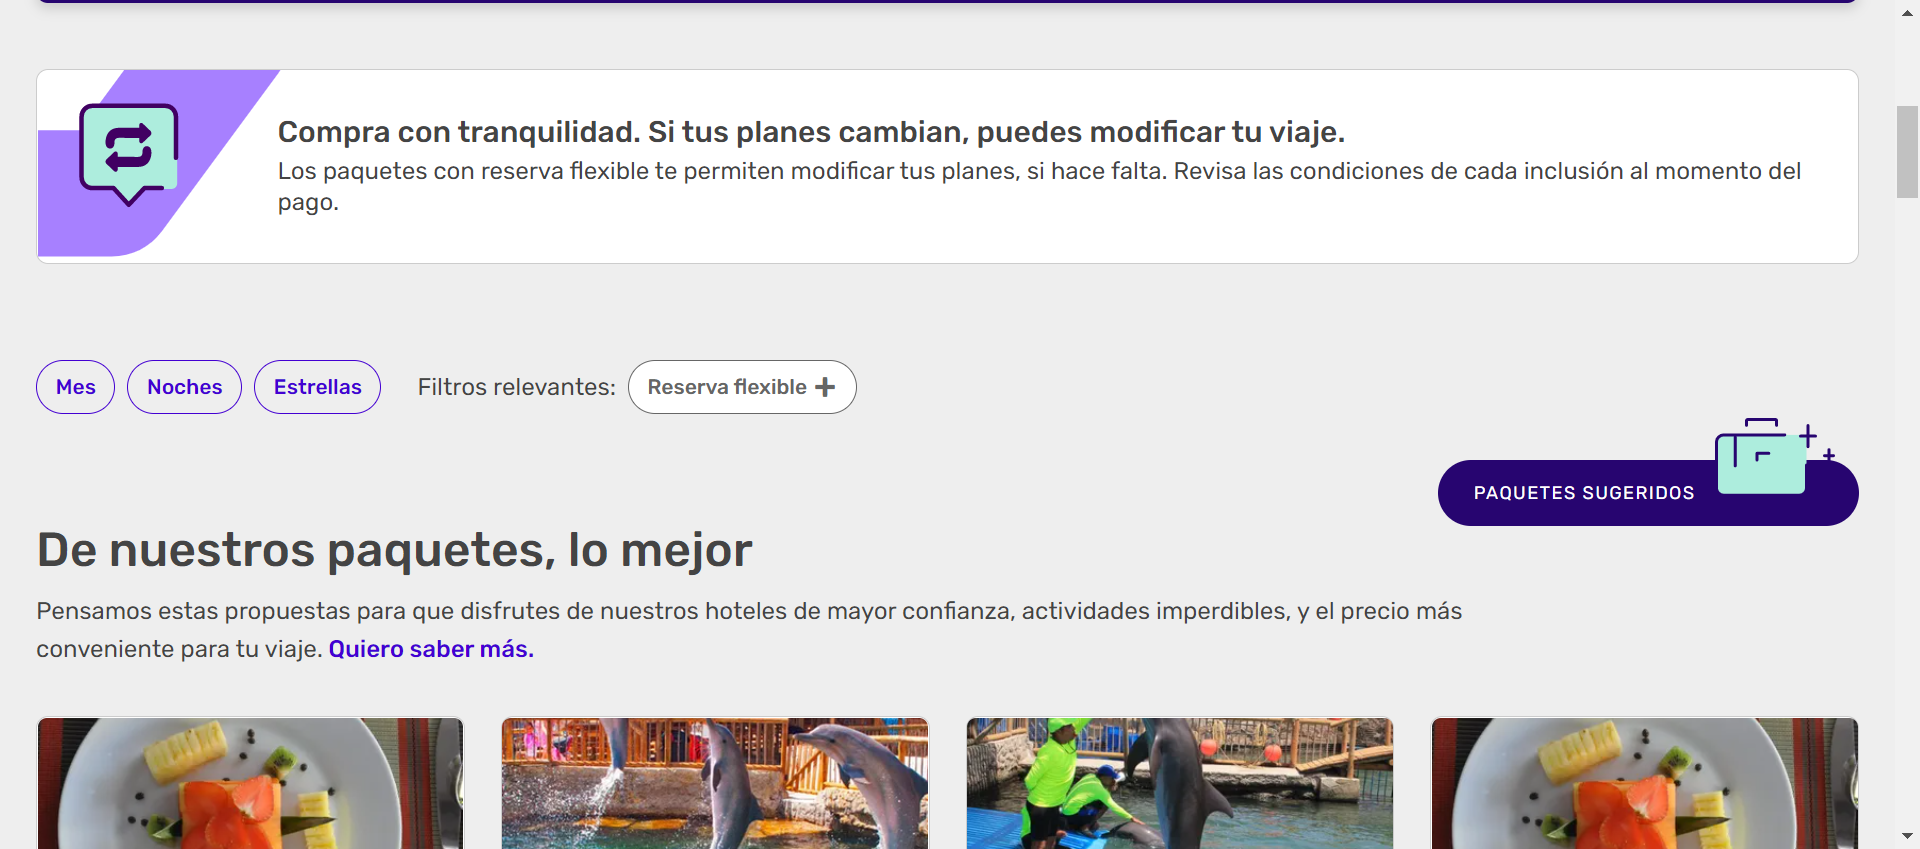 Compra con tranquilidad. Si tus planes cambian, puedes modificar tu viaje.
Los paquetes con reserva flexible te permiten modificar tus planes, si hace falta. Revisa las condiciones de cada inclusión al momento del
pago.
Mes
Noches
Estrellas
Filtros relevantes:
Reserva flexible
PAQUETES SUGERIDOS
De nuestros paquetes, lo mejor
Pensamos estas propuestas para que disfrutes de nuestros hoteles de mayor confianza, actividades imperdibles, y el precio más
conveniente para tu viaje. Quiero saber más.